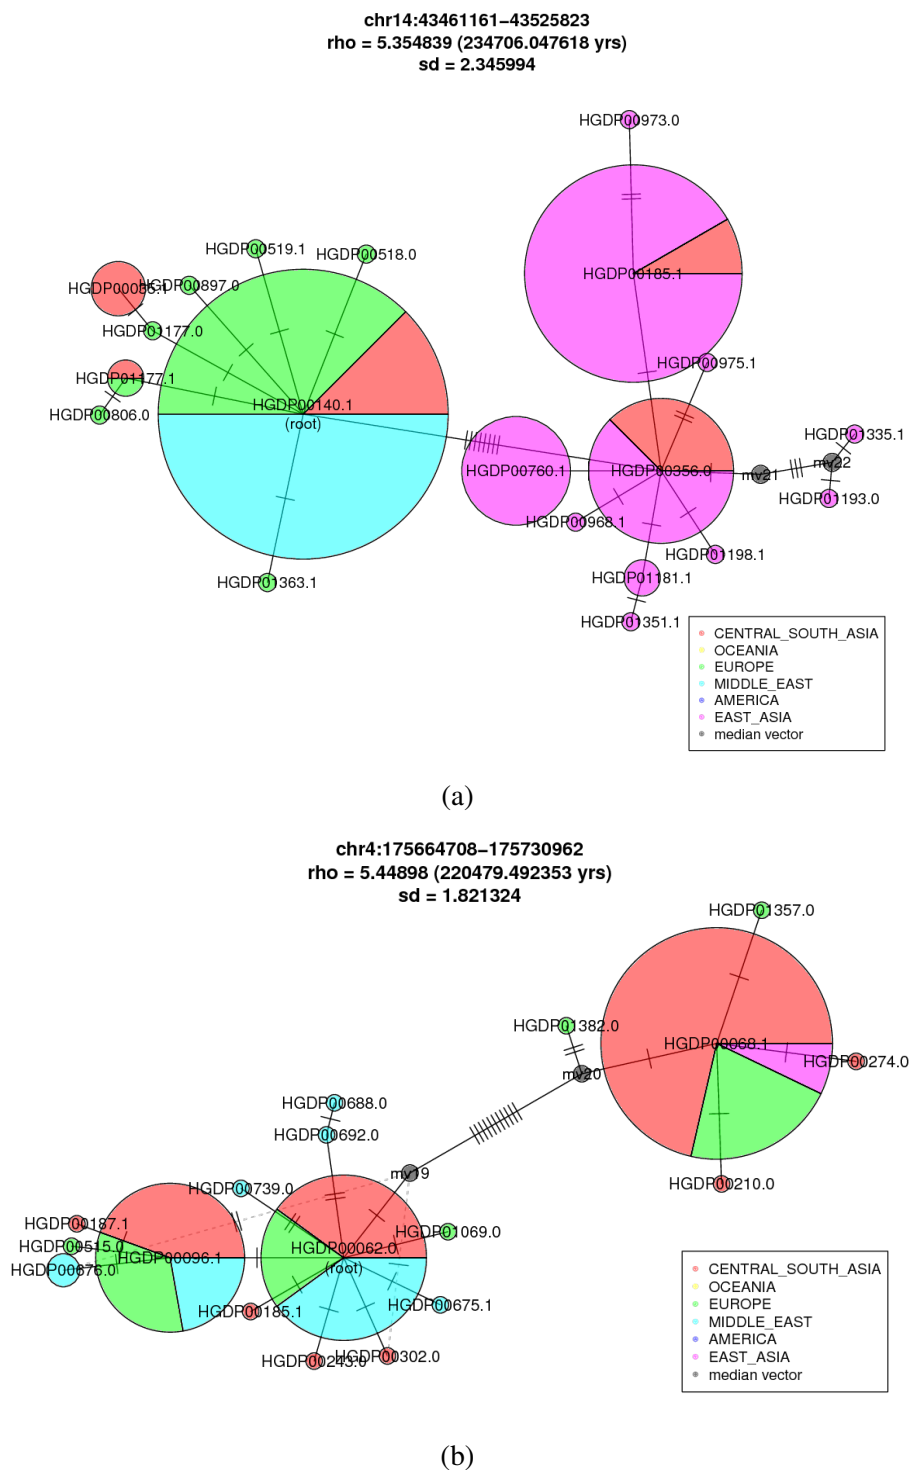 chr14:43461161−43525823
rho = 5.354839 (234706.047618 yrs)
sd = 2.345994
HGDP00973.0
HGDP00519.1
HGDP00518.0
HGDP00185.1
HGDP00897.0
HGDP01177.0
HGDP00975.1
HGDP01177.1
HGDP00140.1
(root)
HGDP00806.0
HGDP01335.1
mv22
HGDP00760.1
HGDP00356.0
mv21
HGDP01193.0
HGDP00968.1
HGDP01198.1
HGDP01181.1
HGDP01363.1
HGDP01351.1
CENTRAL_SOUTH_ASIA
OCEANIA
EUROPE
MIDDLE_EAST
AMERICA
EAST_ASIA
median vector
(a)
chr4:175664708−175730962
rho = 5.44898 (220479.492353 yrs)
sd = 1.821324
HGDP01357.0
HGDP01382.0
HGDP00068.1
HGDP00274.0
mv20
HGDP00688.0
HGDP00692.0
mv19
HGDP00210.0
HGDP00739.0
HGDP00187.1
HGDP01069.0
HGDP00515.0
HGDP00096.1
HGDP00062.0
(root)
HGDP00676.0
HGDP00185.1
HGDP00675.1
HGDP00243.0
HGDP00302.0
CENTRAL_SOUTH_ASIA
OCEANIA
EUROPE
MIDDLE_EAST
AMERICA
EAST_ASIA
median vector
(b)